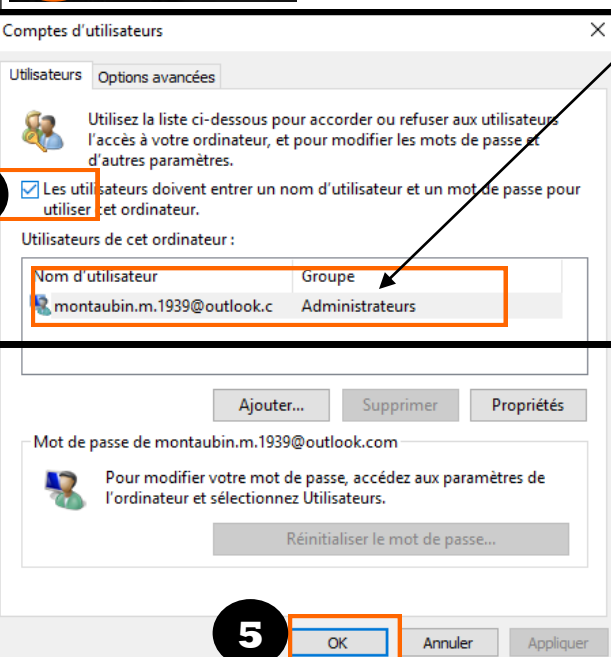 Comptes d'utilisateurs
Utilisateurs Options avancées
Utilisez la liste ci-dessous pour accorder ou refuser aux utilisateurs
l'accès à votre ordinateur, et pour modifier les mots de passe et
d'autres paramètres.
Les utilisateurs doivent entrer un nom d'utilisateur et un mot de passe pour
utiliser cet ordinateur.
Utilisateurs de cet ordinateur :
Nom d'utilisateur Groupe
montaubin.m.1939@outlook.c Administrateurs
Ajouter... Supprimer Propriétés
Mot de passe de montaubin.m.1939@outlook.com
Pour modifier votre mot de passe, accédez aux paramètres de
l'ordinateur et sélectionnez Utilisateurs.
Réinitialiser le mot de passe...
5 OK Annuler Appliquer